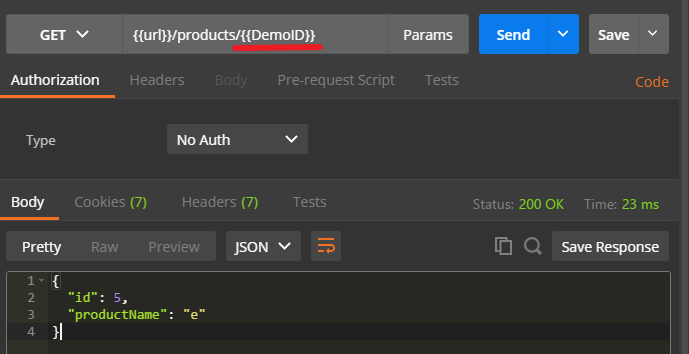 GET {{url}}/products/{{DemoID}} Params Send Save
Authorization Headers Body Pre-request Script Tests Code
Type No Auth
Body Cookies (7) Headers (7) Tests Status: 200 OK Time: 23 ms
Pretty Raw Preview JSON Save Response
1 {
2 "id": 5,
3 "productName": "e"
4 }